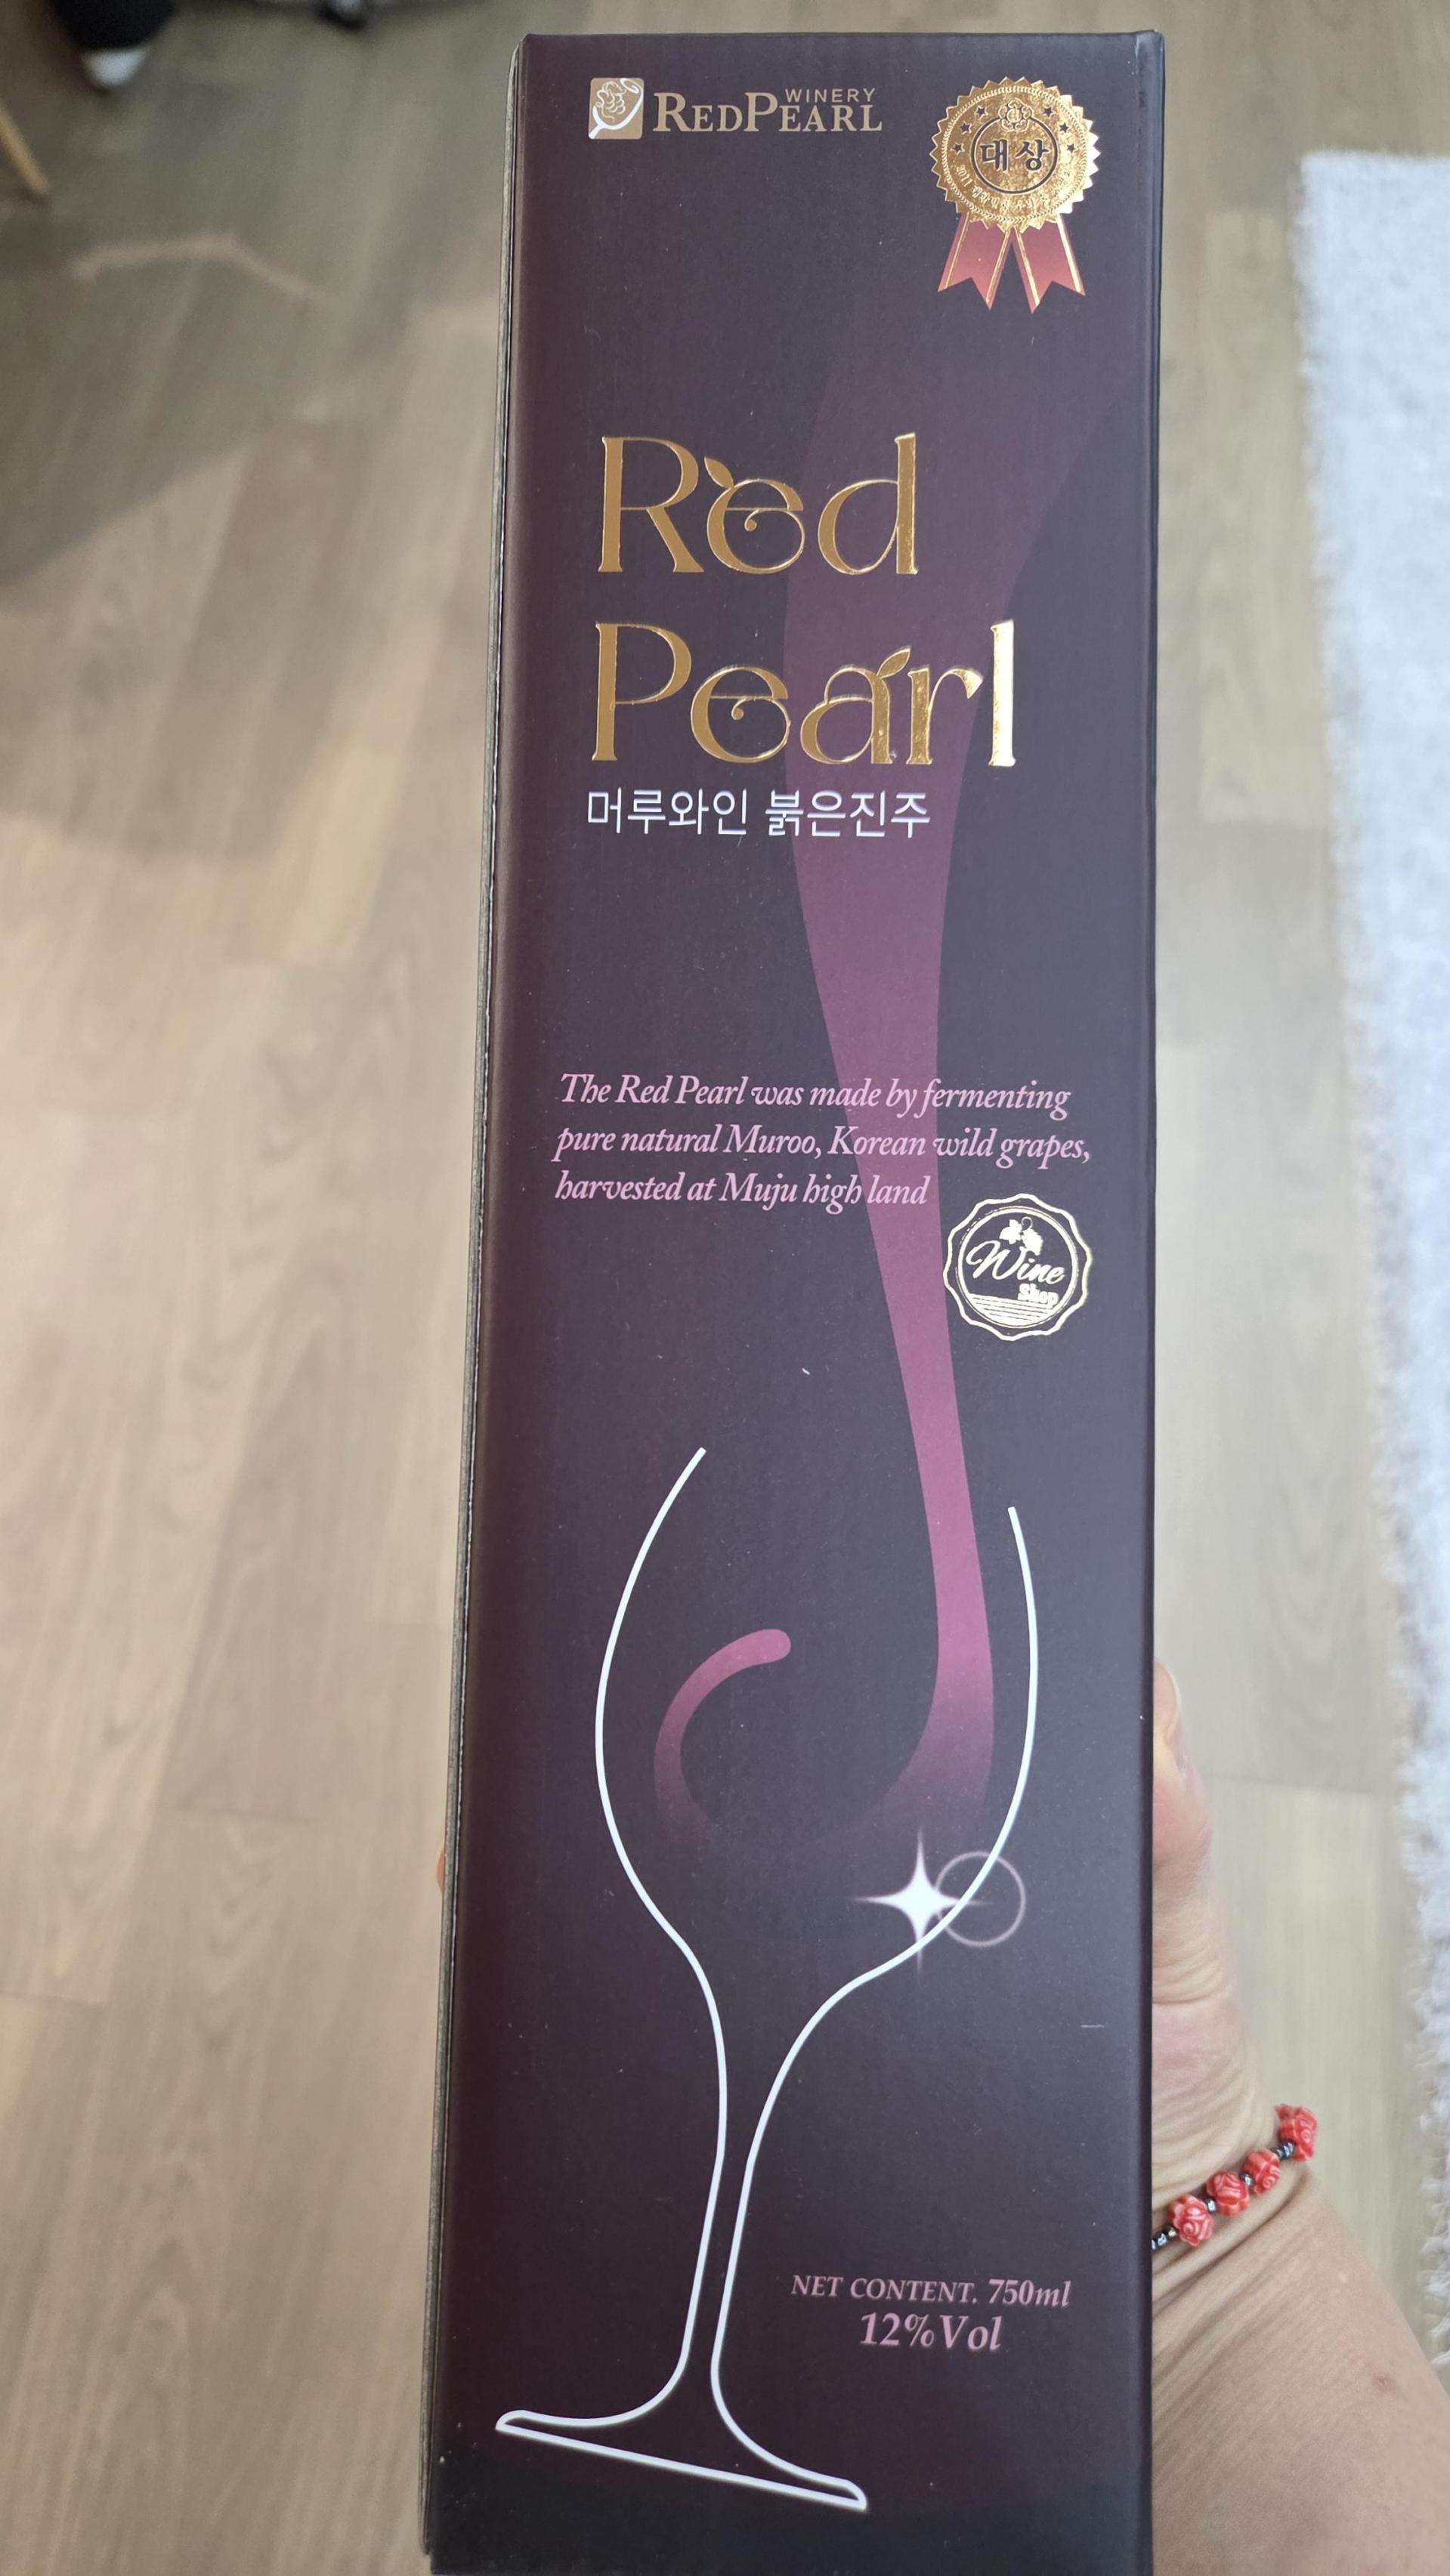 WINERY
REDPEARL
대상
Red
Pearl
머루와인 붉은진주
The Red Pearl was made by fermenting
pure natural Muroo, Korean wild grapes,
harvested at Muju high land
Wine
Shop
NET CONTENT. 750ml
12%Vol